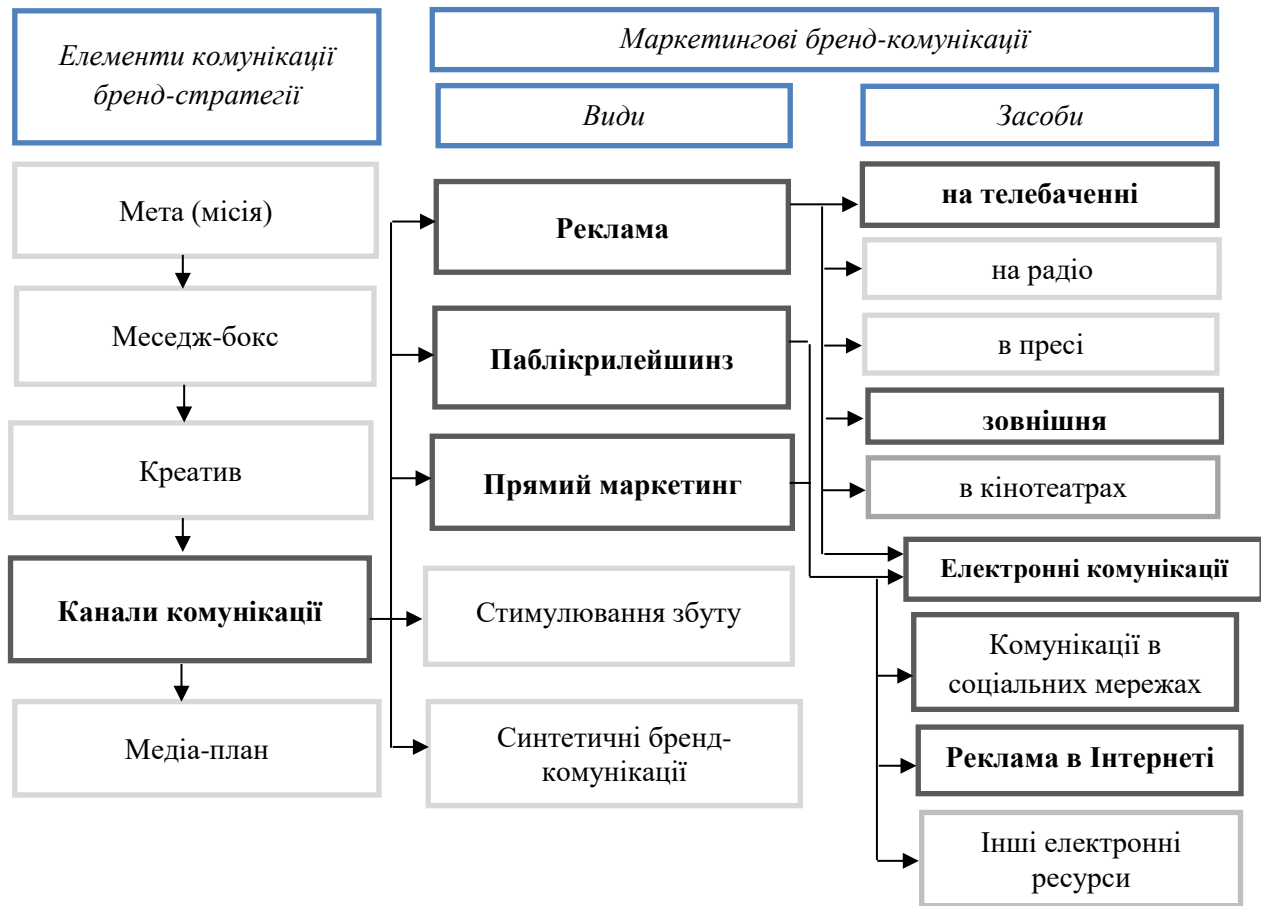 Елементи комунікації
бренд-стратегії
Мета (місія)
Меседж-бокс
Креатив
Канали комунікації
Медіа-план
Маркетингові бренд-комунікації
Види
Реклама
Паблікрилейшинз
Прямий маркетинг
Стимулювання збуту
Синтетичні бренд-
комунікації
Засоби
на телебаченні
на радіо
в пресі
зовнішня
в кінотеатрах
Електронні комунікації
Комунікації в
соціальних мережах
Реклама в Інтернеті
Інші електронні
ресурси